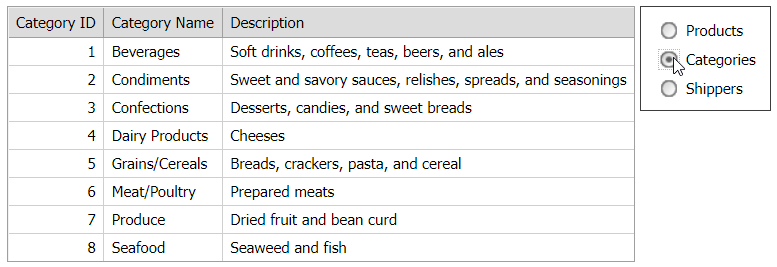 Category ID Category Name Description
1 Beverages Soft drinks, coffees, teas, beers, and ales
2 Condiments Sweet and savory sauces, relishes, spreads, and seasonings
3 Confections Desserts, candies, and sweet breads
4 Dairy Products Cheeses
5 Grains/Cereals Breads, crackers, pasta, and cereal
6 Meat/Poultry Prepared meats
7 Produce Dried fruit and bean curd
8 Seafood Seaweed and fish
Products
Categories
Shippers